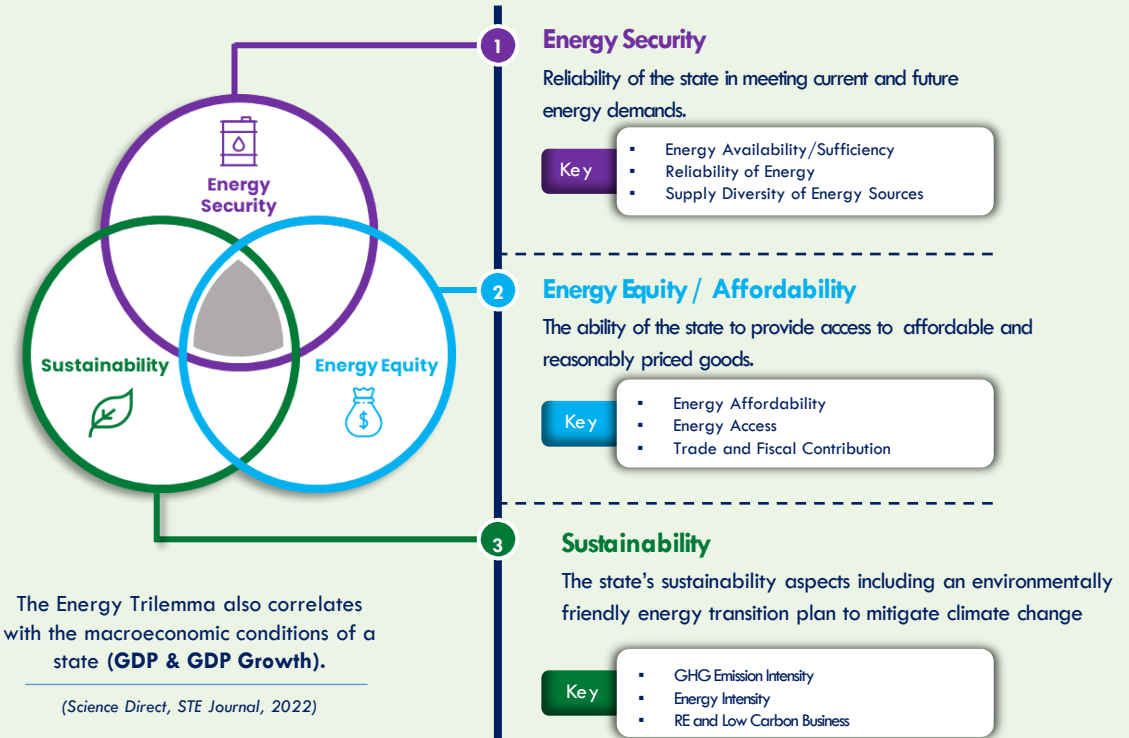 Energy
Security
Sustainability
Energy Equity
$
The Energy Trilemma also correlates
with the macroeconomic conditions of a
state (GDP & GDP Growth).
(Science Direct, STE Journal, 2022)
1
Energy Security
Reliability of the state in meeting current and future
energy demands.
Key
▪ Energy Availability/Sufficiency
▪ Reliability of Energy
▪ Supply Diversity of Energy Sources
2
Energy Equity / Affordability
The ability of the state to provide access to affordable and
reasonably priced goods.
Key
▪ Energy Affordability
▪ Energy Access
▪ Trade and Fiscal Contribution
3
Sustainability
The state’s sustainability aspects including an environmentally
friendly energy transition plan to mitigate climate change
Key
▪ GHG Emission Intensity
▪ Energy Intensity
▪ RE and Low Carbon Business